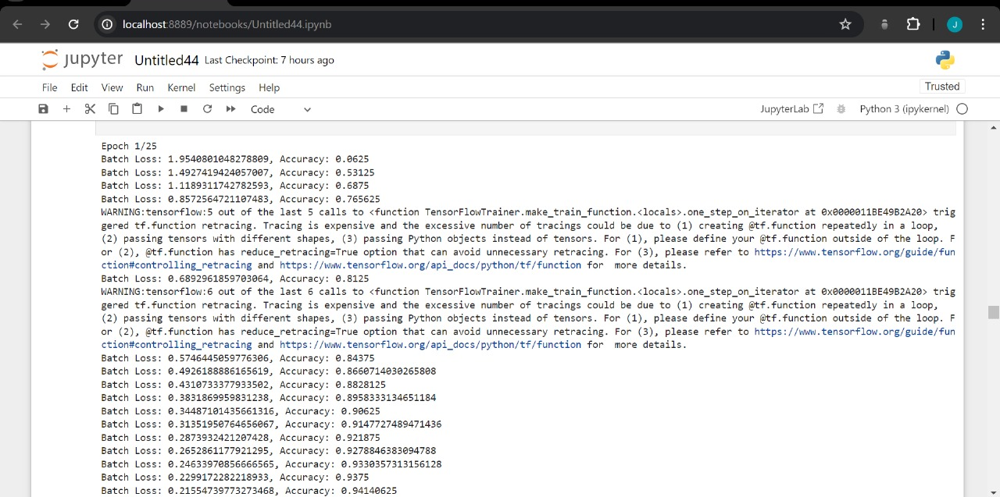 localhost:8889/notebooks/Untitled44.ipynb
J
jupyter Untitled44 Last Checkpoint: 7 hours ago
File Edit View Run Kernel Settings Help
Trusted
Code
JupyterLab Python 3 (ipykernel)
Epoch 1/25
Batch Loss: 1.9540801048278809, Accuracy: 0.0625
Batch Loss: 1.4927419424057007, Accuracy: 0.53125
Batch Loss: 1.1189311742782593, Accuracy: 0.6875
Batch Loss: 0.8572564721107483, Accuracy: 0.765625
WARNING:tensorflow:5 out of the last 5 calls to <function TensorFlowTrainer.make_train_function.<locals>.one_step_on_iterator at 0x0000011BE49B2A20> trig
gered tf.function retracing. Tracing is expensive and the excessive number of tracings could be due to (1) creating @tf.function repeatedly in a loop,
(2) passing tensors with different shapes, (3) passing Python objects instead of tensors. For (1), please define your @tf.function outside of the loop. F
or (2), @tf.function has reduce_retracing=True option that can avoid unnecessary retracing. For (3), please refer to https://www.tensorflow.org/guide/fun
ction#controlling_retracing and https://www.tensorflow.org/api_docs/python/tf/function for  more details.
Batch Loss: 0.6892961859703064, Accuracy: 0.8125
WARNING:tensorflow:6 out of the last 6 calls to <function TensorFlowTrainer.make_train_function.<locals>.one_step_on_iterator at 0x0000011BE49B2A20> trig
gered tf.function retracing. Tracing is expensive and the excessive number of tracings could be due to (1) creating @tf.function repeatedly in a loop,
(2) passing tensors with different shapes, (3) passing Python objects instead of tensors. For (1), please define your @tf.function outside of the loop. F
or (2), @tf.function has reduce_retracing=True option that can avoid unnecessary retracing. For (3), please refer to https://www.tensorflow.org/guide/fun
ction#controlling_retracing and https://www.tensorflow.org/api_docs/python/tf/function for  more details.
Batch Loss: 0.5746445059776306, Accuracy: 0.84375
Batch Loss: 0.4926188886165619, Accuracy: 0.8660714030265808
Batch Loss: 0.4310733377933502, Accuracy: 0.8828125
Batch Loss: 0.3831869959831238, Accuracy: 0.8958333134651184
Batch Loss: 0.34487101435661316, Accuracy: 0.90625
Batch Loss: 0.31351950764656067, Accuracy: 0.9147727489471436
Batch Loss: 0.2873932421207428, Accuracy: 0.921875
Batch Loss: 0.2652861177921295, Accuracy: 0.9278846383094788
Batch Loss: 0.24633970856666565, Accuracy: 0.9330357313156128
Batch Loss: 0.2299172282218933, Accuracy: 0.9375
Batch Loss: 0.21554739773273468, Accuracy: 0.94140625